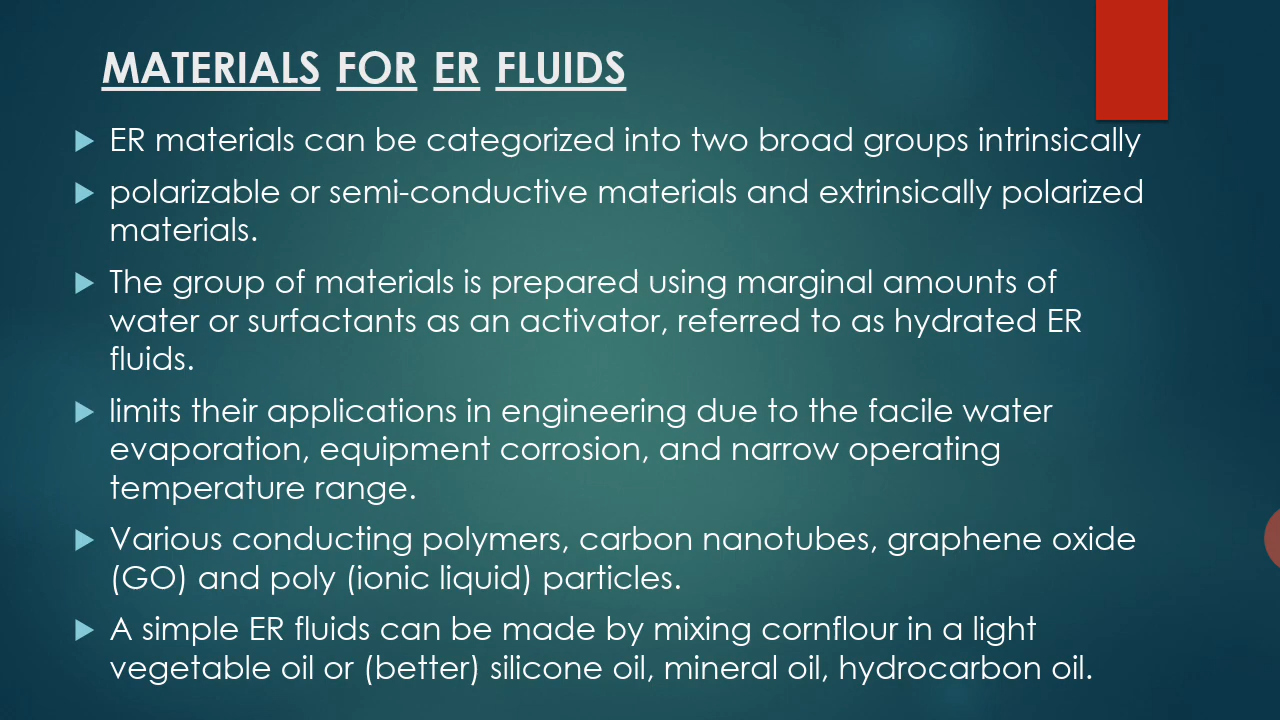 MATERIALS FOR ER FLUIDS
ER materials can be categorized into two broad groups intrinsically
polarizable or semi-conductive materials and extrinsically polarized
materials.
The group of materials is prepared using marginal amounts of
water or surfactants as an activator, referred to as hydrated ER
fluids.
limits their applications in engineering due to the facile water
evaporation, equipment corrosion, and narrow operating
temperature range.
Various conducting polymers, carbon nanotubes, graphene oxide
(GO) and poly (ionic liquid) particles.
A simple ER fluids can be made by mixing cornflour in a light
vegetable oil or (better) silicone oil, mineral oil, hydrocarbon oil.